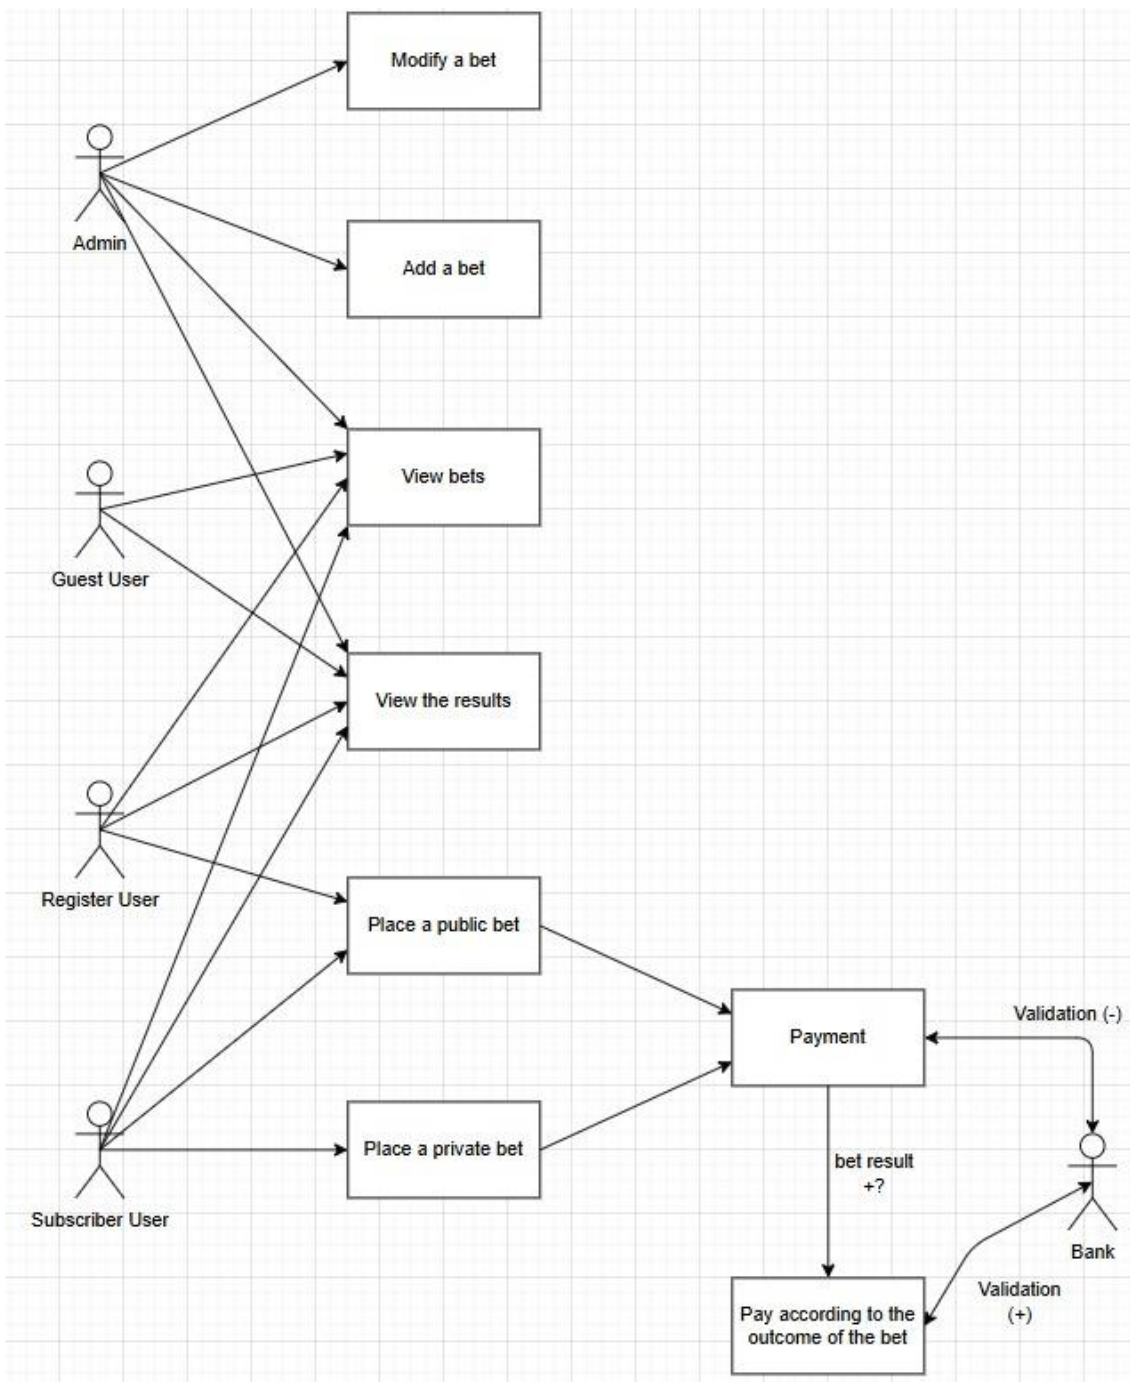 Modify a bet
Admin
Add a bet
View bets
Guest User
View the results
Register User
Place a public bet
Validation (-)
Payment
Place a private bet
bet result
+?
Subscriber User
Bank
Validation
(+)
Pay according to the
outcome of the bet